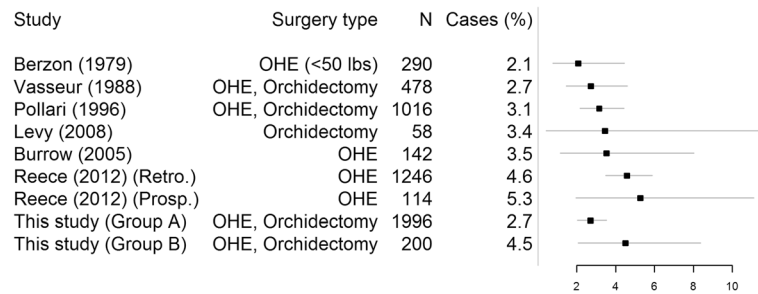 Study Surgery type N Cases (%)
Berzon (1979) OHE (<50 lbs) 290 2.1
Vasseur (1988) OHE, Orchidectomy 478 2.7
Pollari (1996) OHE, Orchidectomy 1016 3.1
Levy (2008) Orchidectomy 58 3.4
Burrow (2005) OHE 142 3.5
Reece (2012) (Retro.) OHE 1246 4.6
Reece (2012) (Prosp.) OHE 114 5.3
This study (Group A) OHE, Orchidectomy 1996 2.7
This study (Group B) OHE, Orchidectomy 200 4.5
2 4 6 8 10